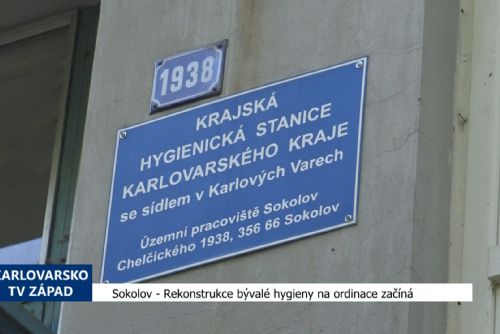 1938
KRAJSKÁ
HYGIENICKÁ STANICE
KARLOVARSKÉHO KRAJE
se sídlem v Karlových Varech
Územní pracoviště Sokolov
Chelčického 1938, 356 66 Sokolov
KARLOVARSKO
TV ZÁPAD
Sokolov - Rekonstrukce bývalé hygieny na ordinace začíná